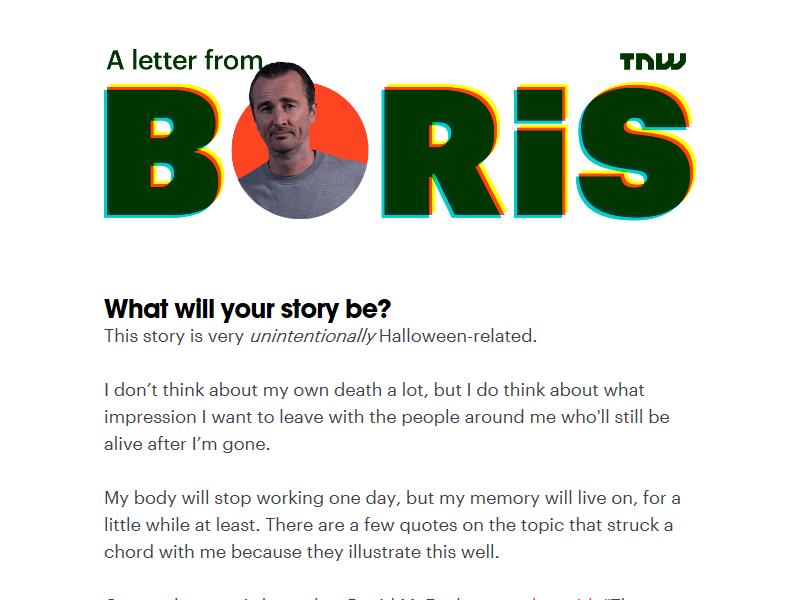 A letter from
TNW
BORiS
What will your story be?
This story is very unintentionally Halloween-related.
I don’t think about my own death a lot, but I do think about what
impression I want to leave with the people around me who'll still be
alive after I’m gone.
My body will stop working one day, but my memory will live on, for a
little while at least. There are a few quotes on the topic that struck a
chord with me because they illustrate this well.